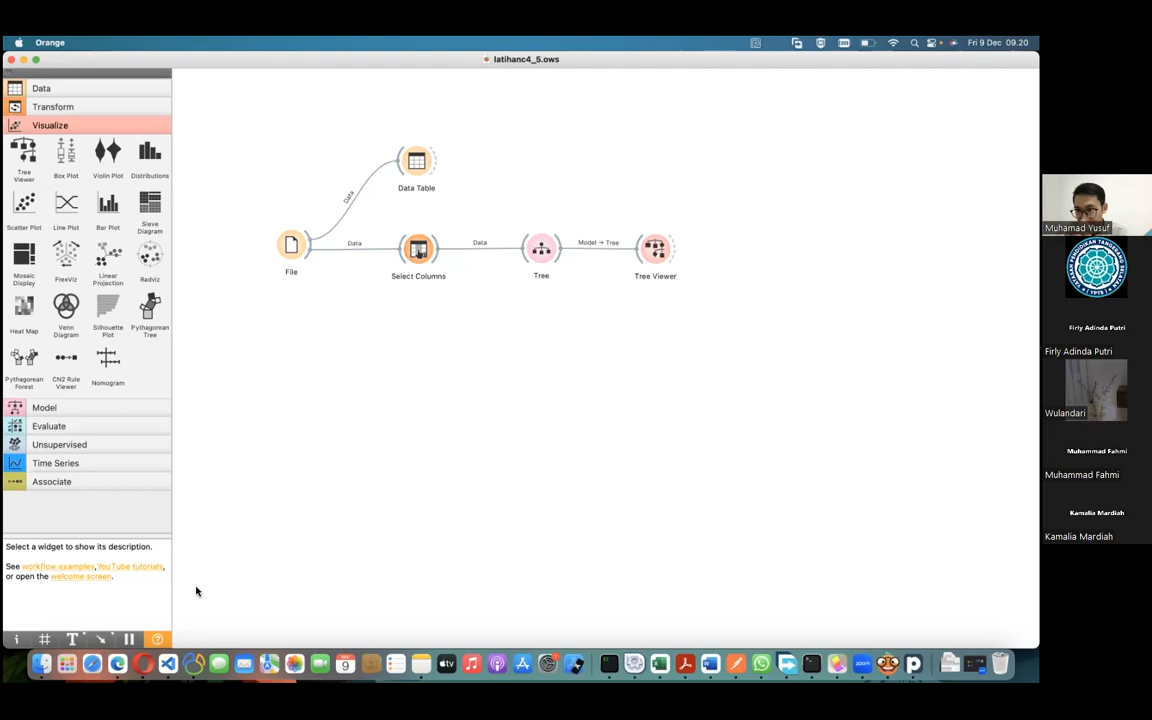 Orange
Fri 9 Dec 09.20
latihanc4_5.ows
Data
Transform
Visualize
Tree Viewer
Box Plot
Violin Plot
Distributions
Scatter Plot
Line Plot
Bar Plot
Sieve Diagram
Mosaic Display
FreeViz
Linear Projection
Radviz
Heat Map
Venn Diagram
Silhouette Plot
Pythagorean Tree
Pythagorean Forest
CN2 Rule Viewer
Nomogram
Model
Evaluate
Unsupervised
Time Series
Associate
Select a widget to show its description.
See workflow examples, YouTube tutorials,
or open the welcome screen.
Data
Data Table
File
Data
Select Columns
Data
Tree
Model → Tree
Tree Viewer
Muhamad Yusuf
Firly Adinda Putri
Firly Adinda Putri
Wulandari
Muhammad Fahmi
Muhammad Fahmi
Kamalia Mardiah
Kamalia Mardiah